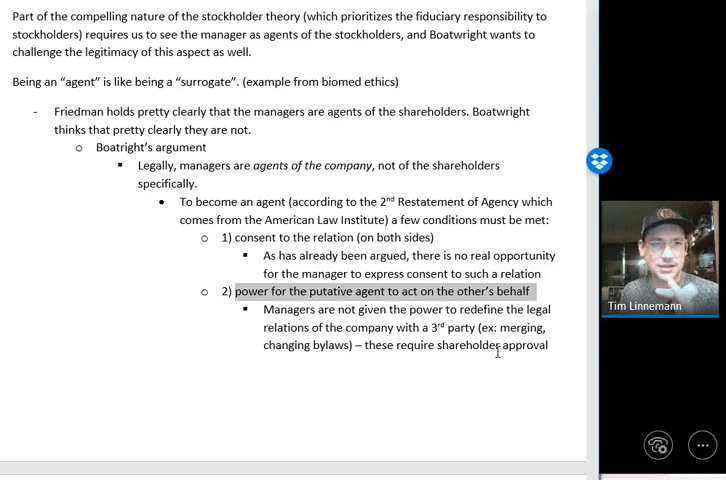 Part of the compelling nature of the stockholder theory (which prioritizes the fiduciary responsibility to
stockholders) requires us to see the manager as agents of the stockholders, and Boatwright wants to
challenge the legitimacy of this aspect as well.
Being an “agent” is like being a “surrogate”. (example from biomed ethics)
- Friedman holds pretty clearly that the managers are agents of the shareholders. Boatwright
thinks that pretty clearly they are not.
o Boatright’s argument
▪ Legally, managers are agents of the company, not of the shareholders
specifically.
• To become an agent (according to the 2nd Restatement of Agency which
comes from the American Law Institute) a few conditions must be met:
o 1) consent to the relation (on both sides)
▪ As has already been argued, there is no real opportunity
for the manager to express consent to such a relation
o 2) power for the putative agent to act on the other’s behalf
▪ Managers are not given the power to redefine the legal
relations of the company with a 3rd party (ex: merging,
changing bylaws) – these require shareholder approval
Tim Linnemann